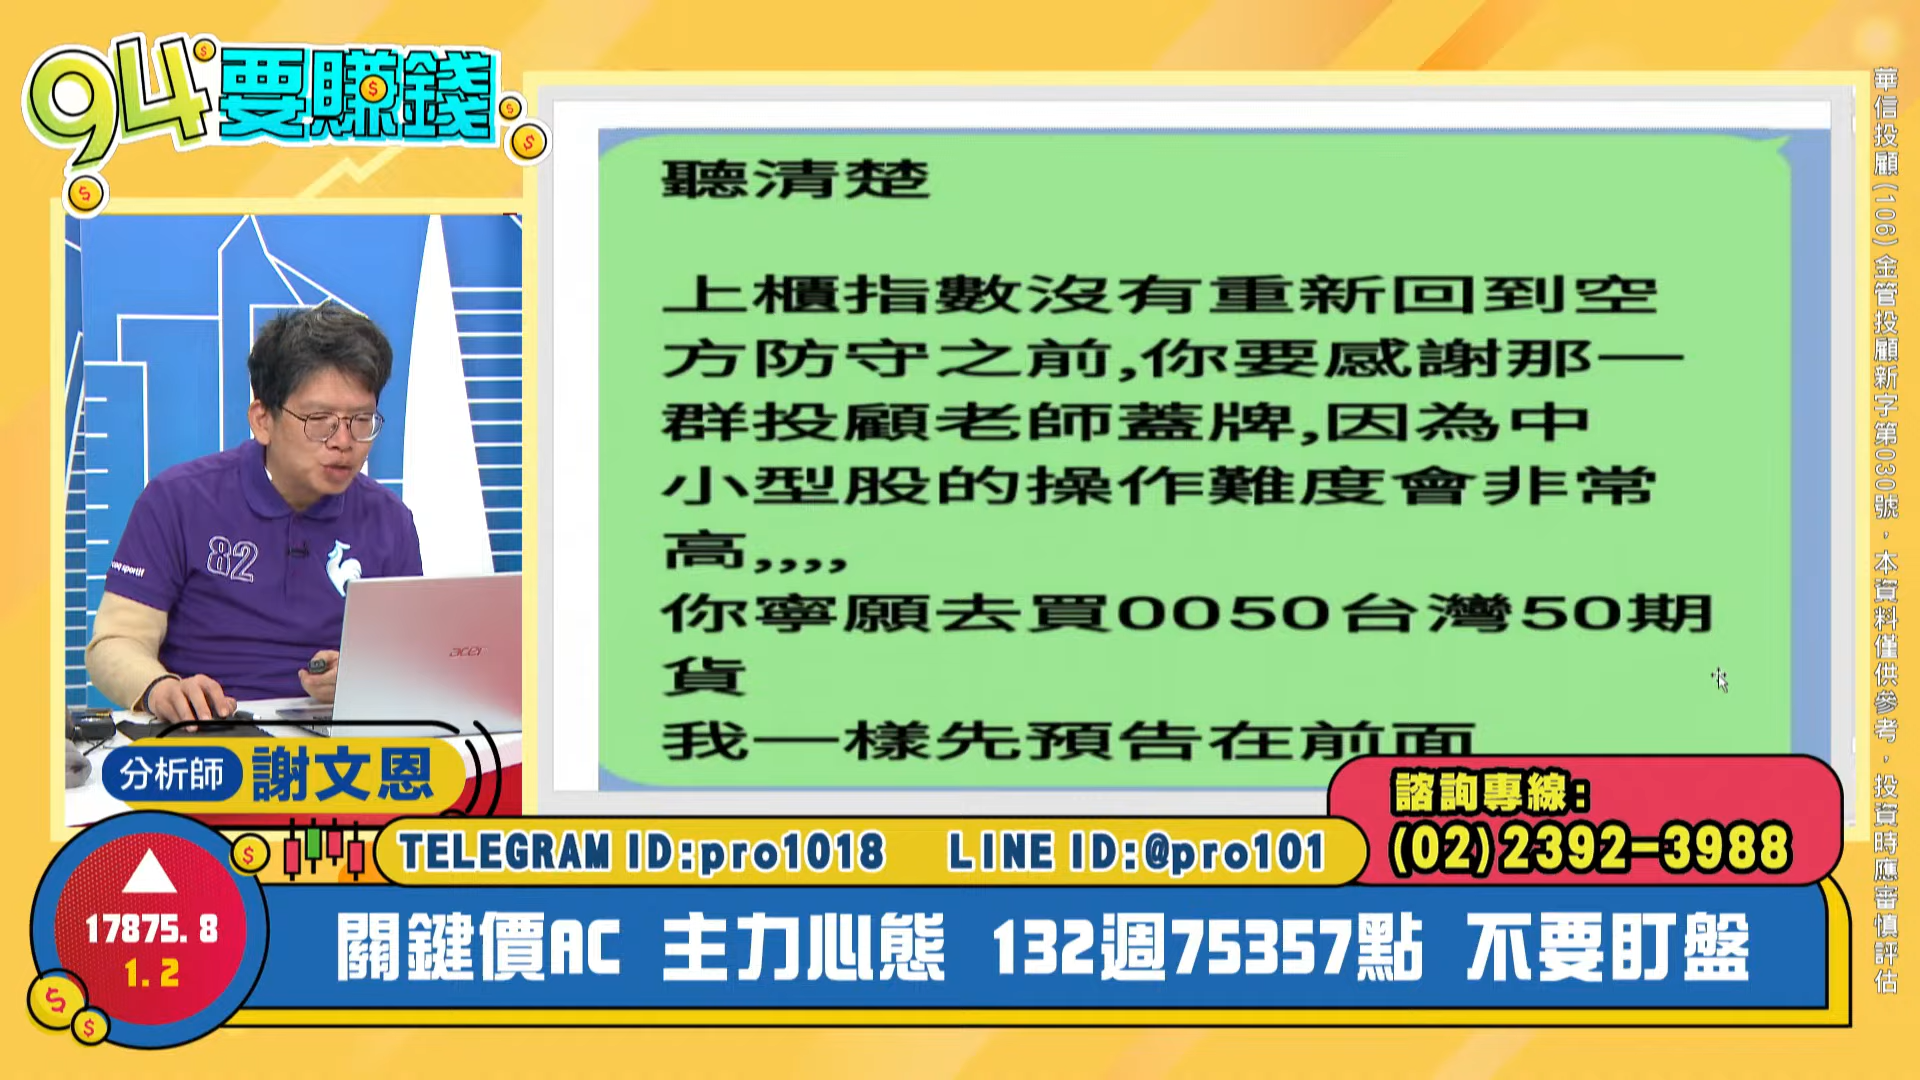 94要賺錢
聽清楚
上櫃指數沒有重新回到空
方防守之前,你要感謝那一
群投顧老師蓋牌,因為中
小型股的操作難度會非常
高,,,,
你寧願去買0050台灣50期
貨
我一樣先預告在前面
82
coq sportif
acer
分析師 謝文恩
諮詢專線:
(02)2392-3988
TELEGRAM ID:pro1018 LINE ID:@pro101
17875.8
1.2
關鍵價AC 主力心態 132週75357點 不要盯盤
華信投顧(106)金管投顧新字第030號，本資料僅供參考，投資時應審慎評估